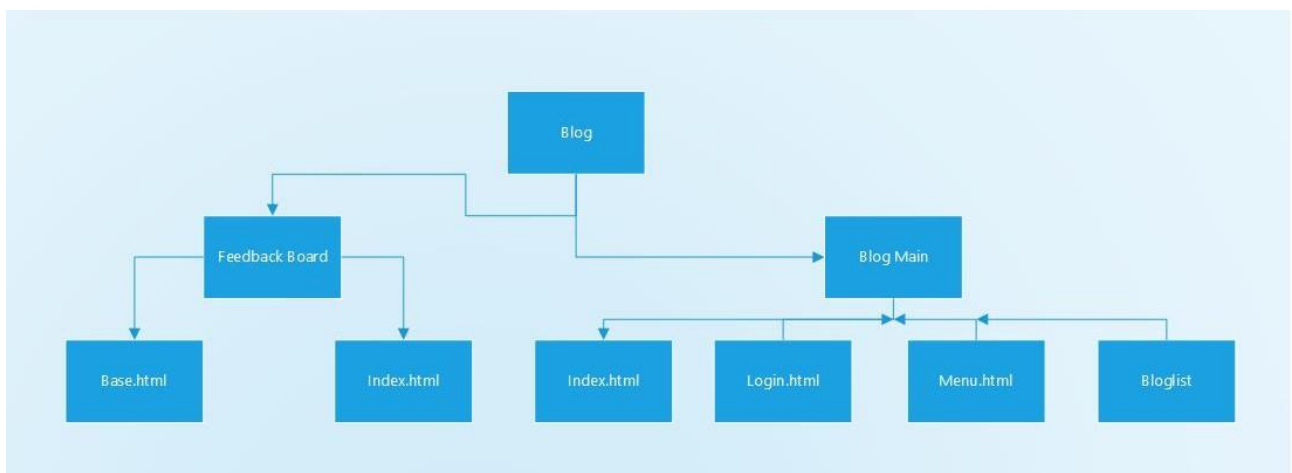 Blog
Feedback Board
Blog Main
Base.html
Index.html
Index.html
Login.html
Menu.html
Bloglist